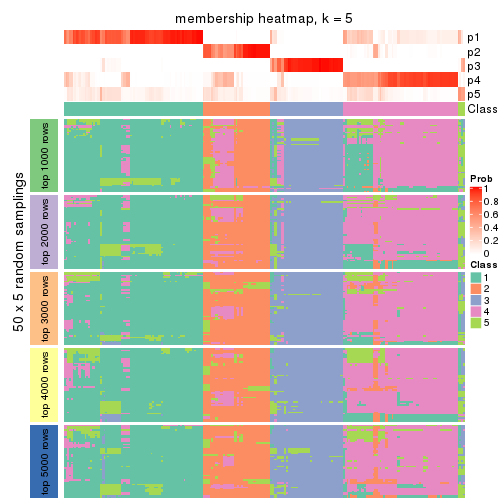 membership heatmap, k = 5
p1
p2
p3
p4
p5
Class
50 x 5 random samplings
top 1000 rows
top 2000 rows
top 3000 rows
top 4000 rows
top 5000 rows
Prob
1
0.8
0.6
0.4
0.2
0
Class
1
2
3
4
5